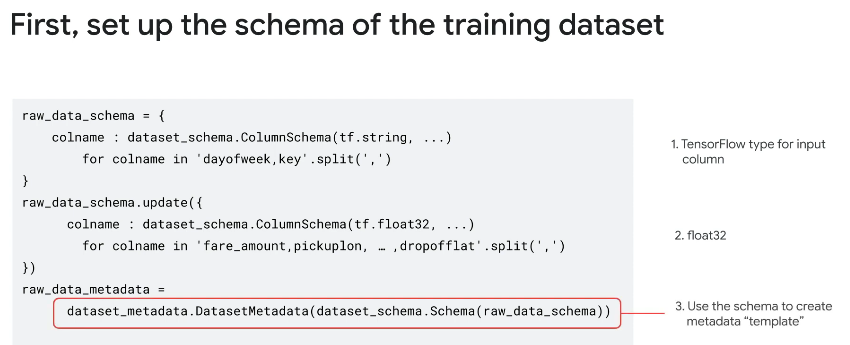 First, set up the schema of the training dataset
raw_data_schema = {
colname : dataset_schema.ColumnSchema(tf.string, ...)
for colname in 'dayofweek,key'.split(',')
}
raw_data_schema.update({
colname : dataset_schema.ColumnSchema(tf.float32, ...)
for colname in 'fare_amount,pickuplon, … ,dropofflat'.split(',')
})
raw_data_metadata =
dataset_metadata.DatasetMetadata(dataset_schema.Schema(raw_data_schema))
1. TensorFlow type for input
column
2. float32
3. Use the schema to create
metadata “template”